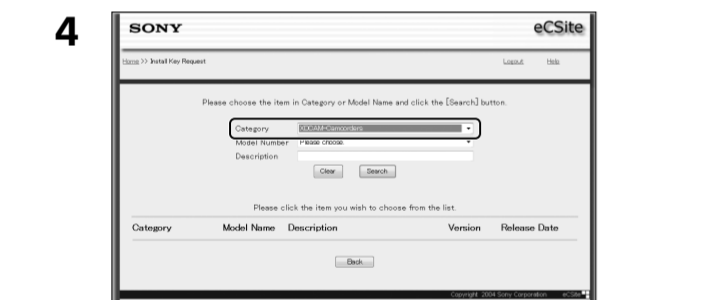 4
SONY
eCSite
Home >> Install Key Request
Logout Help
Please choose the item in Category or Model Name and click the [Search] button.
Category XDCAM-Camcorders
Model Number Please choose.
Description
Clear Search
Please click the item you wish to choose from the list.
Category Model Name Description Version Release Date
Back
Copyright 2004 Sony Corporation eCSite